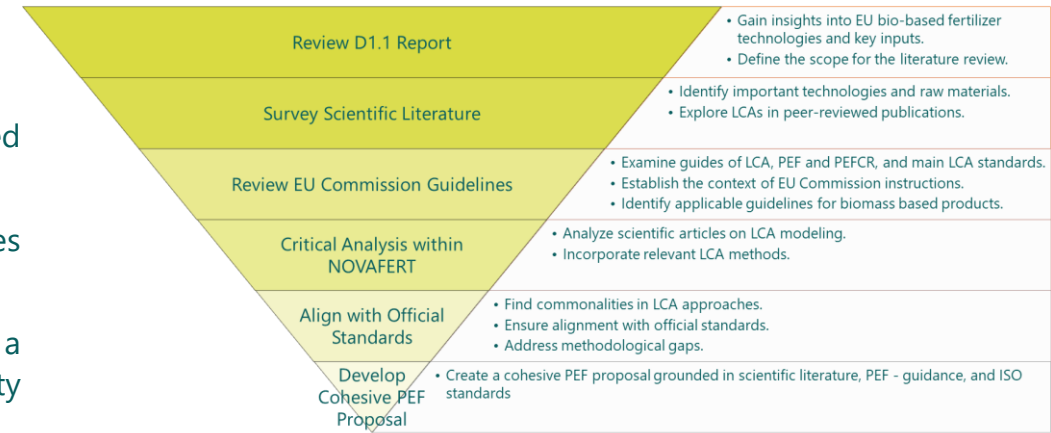 ed
es
a
ty
Review D1.1 Report
• Gain insights into EU bio-based fertilizer
technologies and key inputs.
• Define the scope for the literature review.
Survey Scientific Literature
• Identify important technologies and raw materials.
• Explore LCAs in peer-reviewed publications.
Review EU Commission Guidelines
• Examine guides of LCA, PEF and PEFCR, and main LCA standards.
• Establish the context of EU Commission instructions.
• Identify applicable guidelines for biomass based products.
Critical Analysis within
NOVAFERT
• Analyze scientific articles on LCA modeling.
• Incorporate relevant LCA methods.
Align with Official
Standards
• Find commonalities in LCA approaches.
• Ensure alignment with official standards.
• Address methodological gaps.
Develop
Cohesive PEF
Proposal
• Create a cohesive PEF proposal grounded in scientific literature, PEF - guidance, and ISO
standards